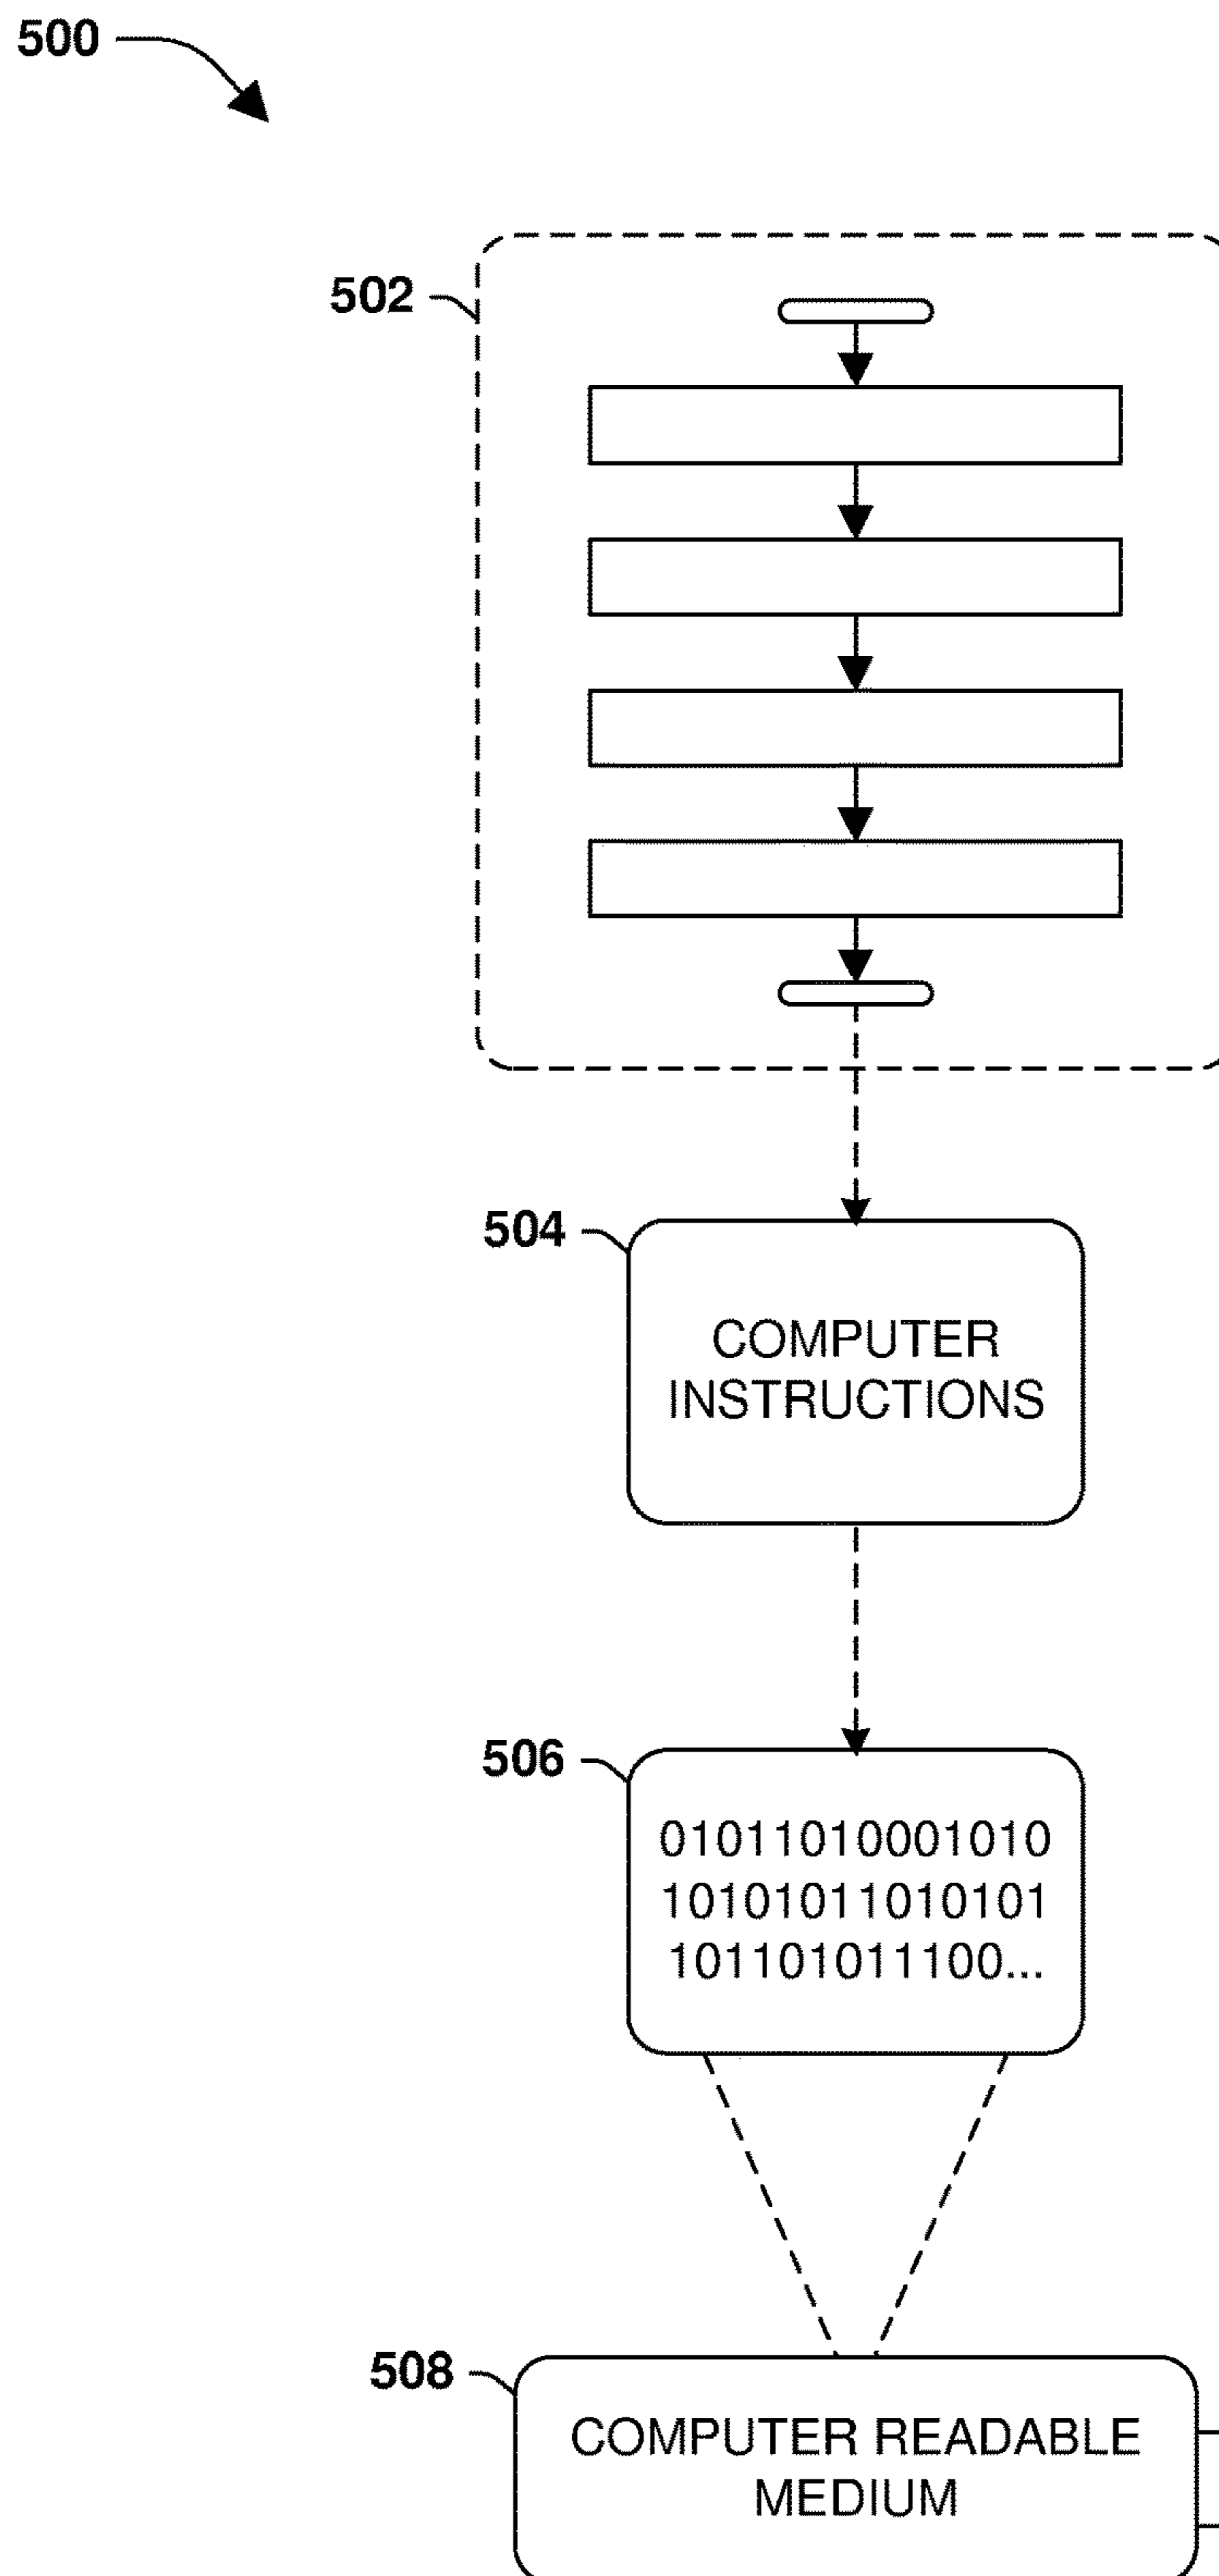 500
502
504
COMPUTER
INSTRUCTIONS
506
01011010001010
10101011010101
101101011100...
508
COMPUTER READABLE
MEDIUM